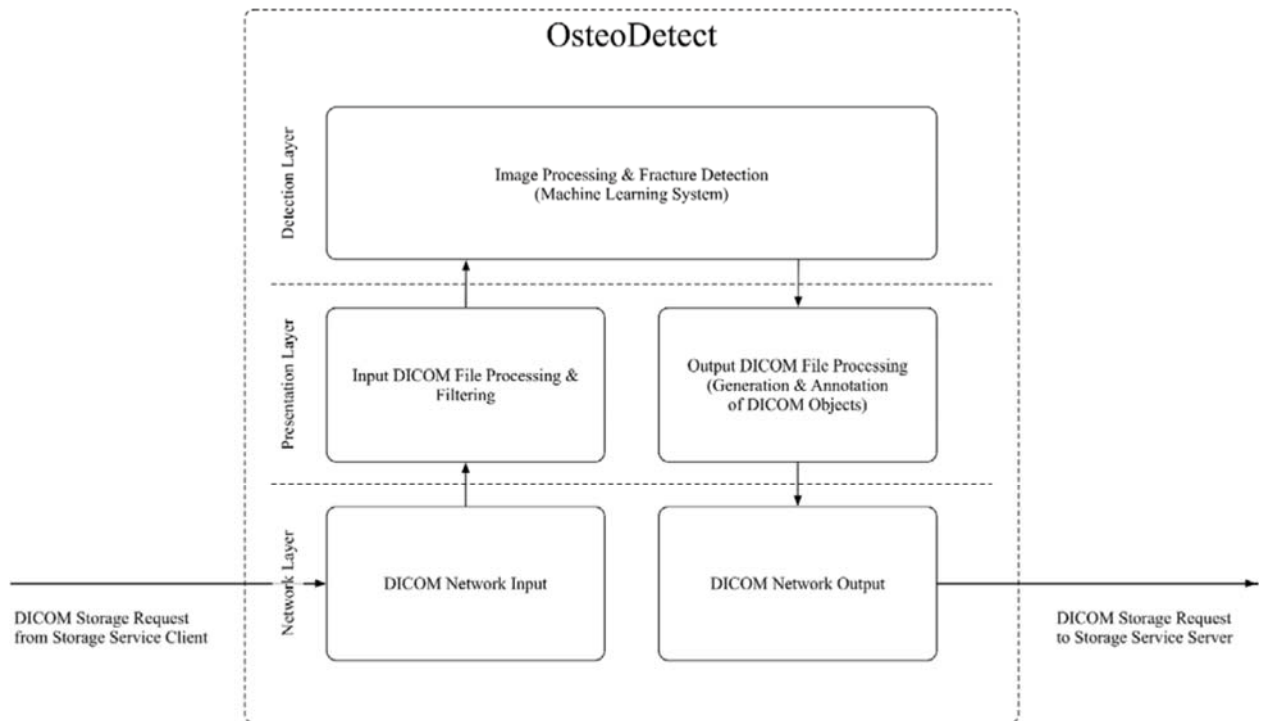 OsteoDetect
Detection Layer
Image Processing & Fracture Detection
(Machine Learning System)
Presentation Layer
Input DICOM File Processing &
Filtering
Output DICOM File Processing
(Generation & Annotation
of DICOM Objects)
Network Layer
DICOM Network Input
DICOM Network Output
DICOM Storage Request
from Storage Service Client
DICOM Storage Request
to Storage Service Server